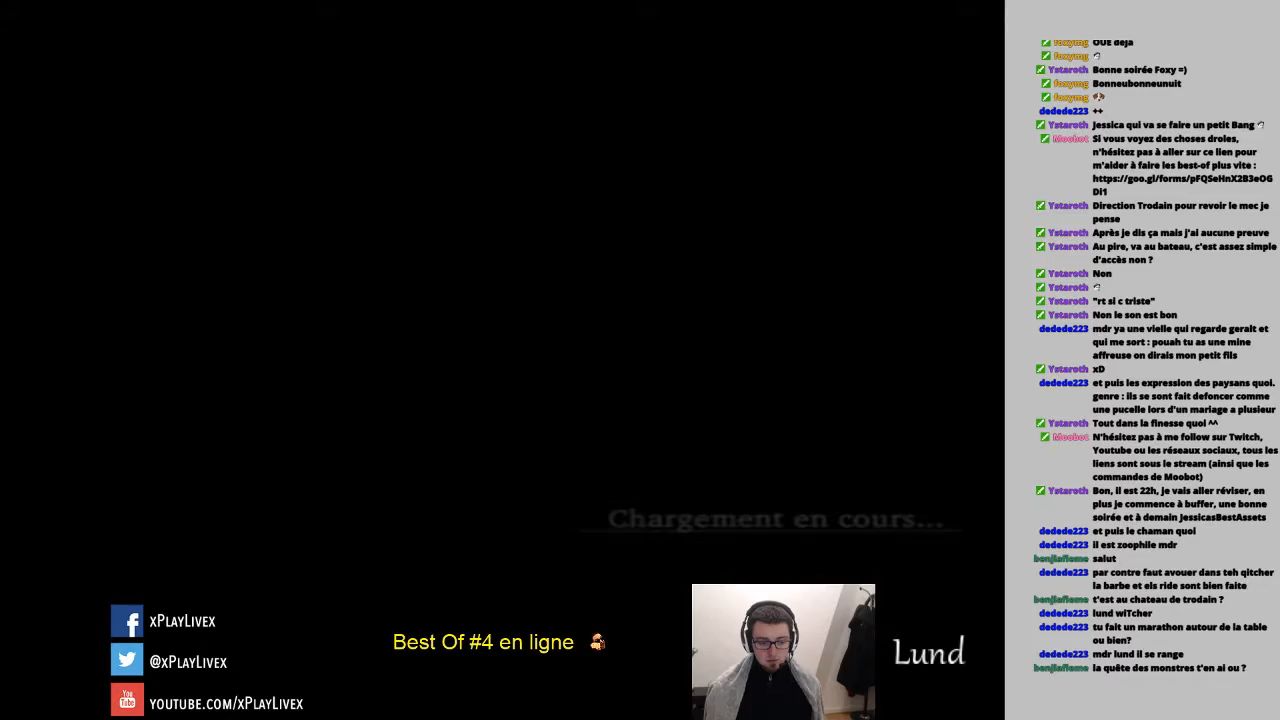 foxymg OUE deja
foxymg
Ystaroth Bonne soirée Foxy =)
foxymg Bonneubonneunuit
foxymg
dedede223 ++
Ystaroth Jessica qui va se faire un petit Bang
Moobot Si vous voyez des choses droles,
n'hésitez pas à aller sur ce lien pour
m'aider à faire les best-of plus vite :
https://goo.gl/forms/pFQSeHnX2B3eOG
Di1
Ystaroth Direction Trodain pour revoir le mec je
pense
Ystaroth Après je dis ça mais j'ai aucune preuve
Ystaroth Au pire, va au bateau, c'est assez simple
d'accès non ?
Ystaroth Non
Ystaroth
Ystaroth "rt si c triste"
Ystaroth Non le son est bon
dedede223 mdr ya une vielle qui regarde geralt et
qui me sort : pouah tu as une mine
affreuse on dirais mon petit fils
Ystaroth xD
dedede223 et puis les expression des paysans quoi.
genre : ils se sont fait defoncer comme
une pucelle lors d'un mariage a plusieur
Ystaroth Tout dans la finesse quoi ^^
Moobot N'hésitez pas à me follow sur Twitch,
Youtube ou les réseaux sociaux, tous les
liens sont sous le stream (ainsi que les
commandes de Moobot)
Ystaroth Bon, il est 22h, je vais aller réviser, en
plus je commence à buffer, une bonne
soirée et à demain JessicasBestAssets
dedede223 et puis le chaman quoi
dedede223 il est zoophile mdr
benjiafleme salut
dedede223 par contre faut avouer dans teh qitcher
la barbe et els ride sont bien faite
benjiafleme t'est au chateau de trodain ?
dedede223 lund wiTcher
dedede223 tu fait un marathon autour de la table
ou bien?
dedede223 mdr lund il se range
benjiafleme la quête des monstres t'en ai ou ?
Chargement en cours...
xPlayLivex
@xPlayLivex
You
Tube
youtube.com/xPlayLivex
Best Of #4 en ligne
Lund